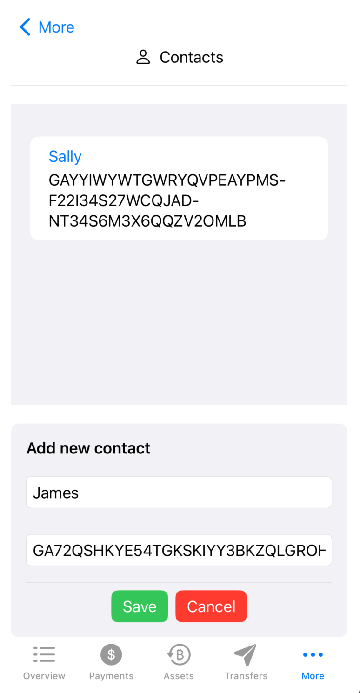 More
Contacts
Sally
GAYYIWYWTGWRYQVPEAYPMS-
F22I34S27WCQJAD-
NT34S6M3X6QQZV2OMLB
Add new contact
James
GA72QSHKYE54TGKSKIYY3BKZQLGROH
Save Cancel
Overview Payments Assets Transfers More